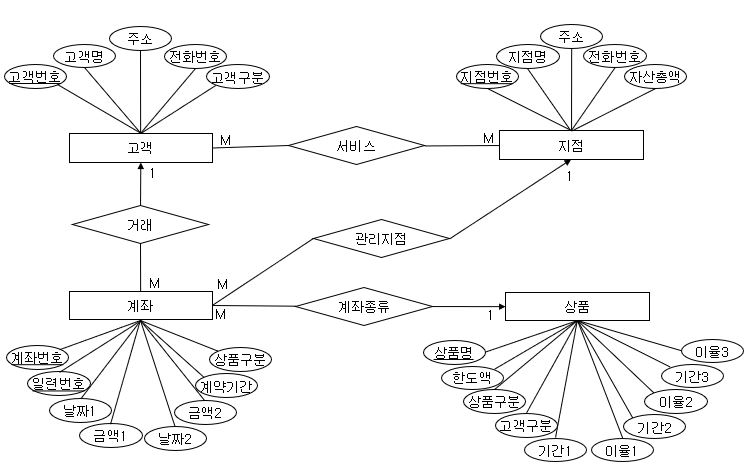 주소
고객명
전화번호
고객번호
고객구분
주소
지점명
전화번호
지점번호
자산총액
고객
M
서비스
M
지점
1
1
거래
관리지점
M
M
계좌
M
계좌종류
1
상품
계좌번호
일련번호
날짜1
금액1
날짜2
금액2
계약기간
상품구분
상품명
한도액
상품구분
고객구분
기간1
이율1
기간2
이율2
기간3
이율3